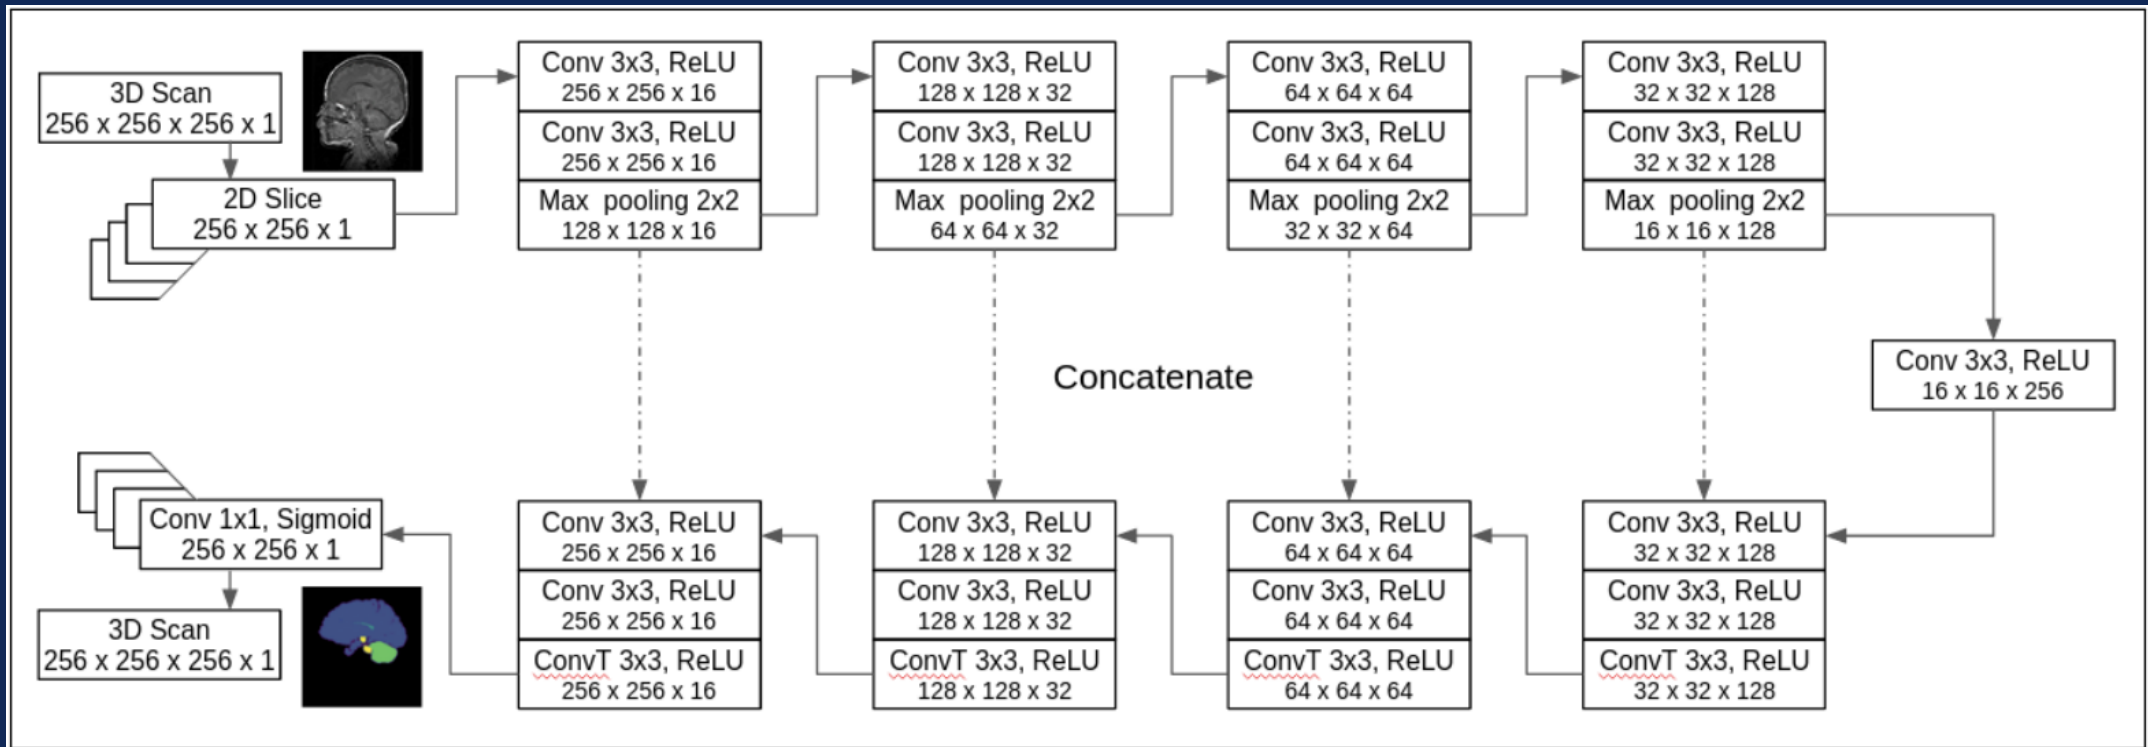 3D Scan
256 x 256 x 256 x 1
2D Slice
256 x 256 x 1
Conv 3x3, ReLU
256 x 256 x 16
Conv 3x3, ReLU
256 x 256 x 16
Max pooling 2x2
128 x 128 x 16
Conv 3x3, ReLU
128 x 128 x 32
Conv 3x3, ReLU
128 x 128 x 32
Max pooling 2x2
64 x 64 x 32
Conv 3x3, ReLU
64 x 64 x 64
Conv 3x3, ReLU
64 x 64 x 64
Max pooling 2x2
32 x 32 x 64
Conv 3x3, ReLU
32 x 32 x 128
Conv 3x3, ReLU
32 x 32 x 128
Max pooling 2x2
16 x 16 x 128
Concatenate
Conv 3x3, ReLU
16 x 16 x 256
Conv 3x3, ReLU
32 x 32 x 128
Conv 3x3, ReLU
32 x 32 x 128
ConvT 3x3, ReLU
32 x 32 x 128
Conv 3x3, ReLU
64 x 64 x 64
Conv 3x3, ReLU
64 x 64 x 64
ConvT 3x3, ReLU
64 x 64 x 64
Conv 3x3, ReLU
128 x 128 x 32
Conv 3x3, ReLU
128 x 128 x 32
ConvT 3x3, ReLU
128 x 128 x 32
Conv 3x3, ReLU
256 x 256 x 16
Conv 3x3, ReLU
256 x 256 x 16
ConvT 3x3, ReLU
256 x 256 x 16
Conv 1x1, Sigmoid
256 x 256 x 1
3D Scan
256 x 256 x 256 x 1